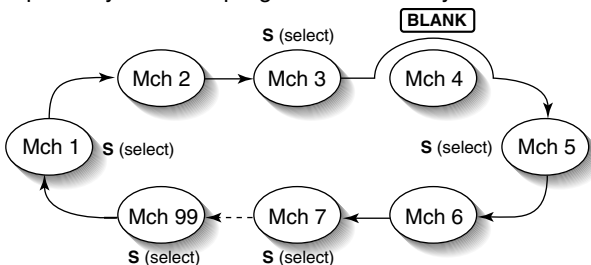 BLANK
S (select)
Mch 2
Mch 3
Mch 4
Mch 1
S (select)
S (select)
Mch 5
Mch 99
Mch 7
Mch 6
S (select)
S (select)